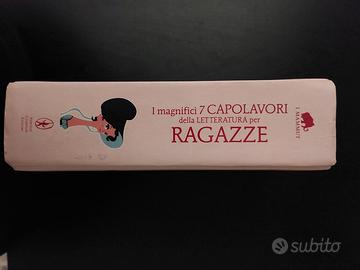 I magnifici 7 CAPOLAVORI
della LETTERATURA per
RAGAZZE
I MAMMUT
subito